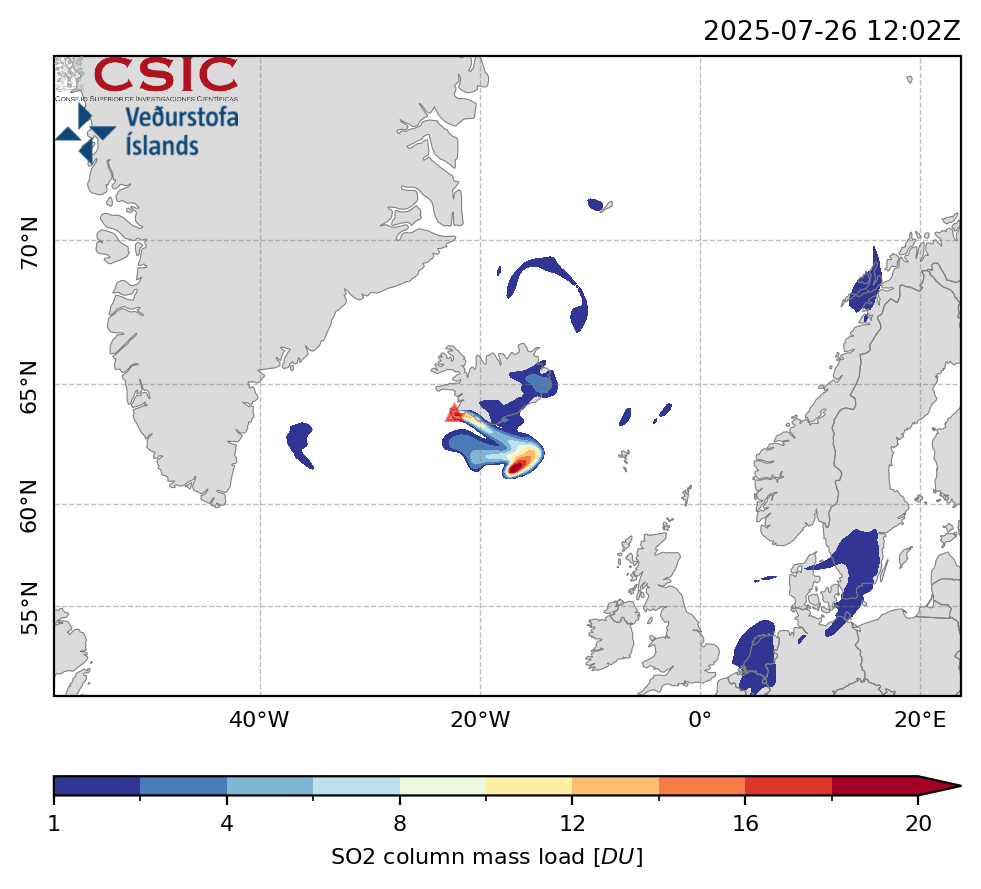 2025-07-26 12:02Z
CSIC
CONSEJO SUPERIOR DE INVESTIGACIONES CIENTÍFICAS
Veðurstofa
Íslands
70°N
65°N
60°N
55°N
40°W 20°W 0° 20°E
1 4 8 12 16 20
SO2 column mass load [DU]